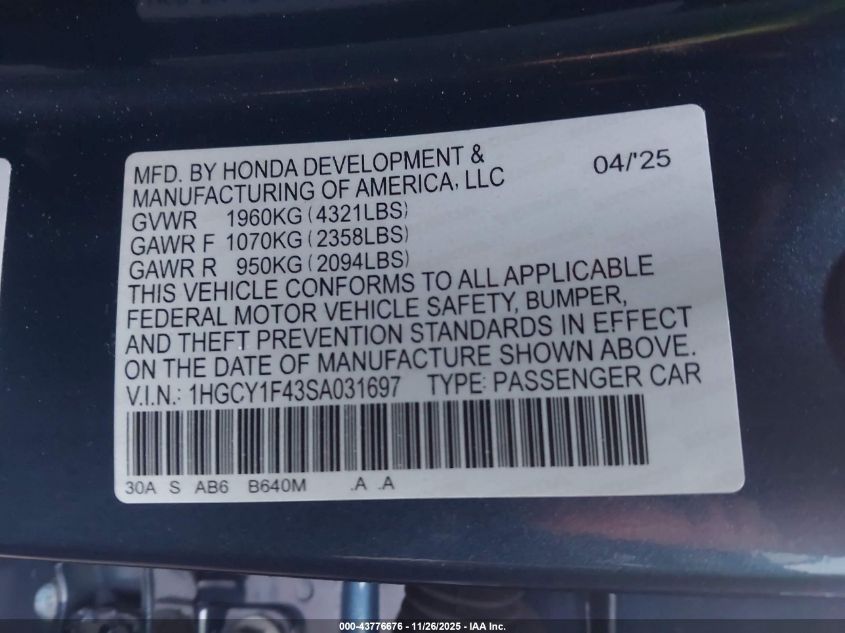 MFD. BY HONDA DEVELOPMENT &
MANUFACTURING OF AMERICA, LLC
04/'25
GVWR 1960KG (4321LBS)
GAWR F 1070KG (2358LBS)
GAWR R 950KG (2094LBS)
THIS VEHICLE CONFORMS TO ALL APPLICABLE
FEDERAL MOTOR VEHICLE SAFETY, BUMPER,
AND THEFT PREVENTION STANDARDS IN EFFECT
ON THE DATE OF MANUFACTURE SHOWN ABOVE.
V.I.N.: 1HGCY1F43SA031697 TYPE: PASSENGER CAR
30A S AB6 B640M .A .A
000-43776676 - 11/26/2025 - IAA Inc.